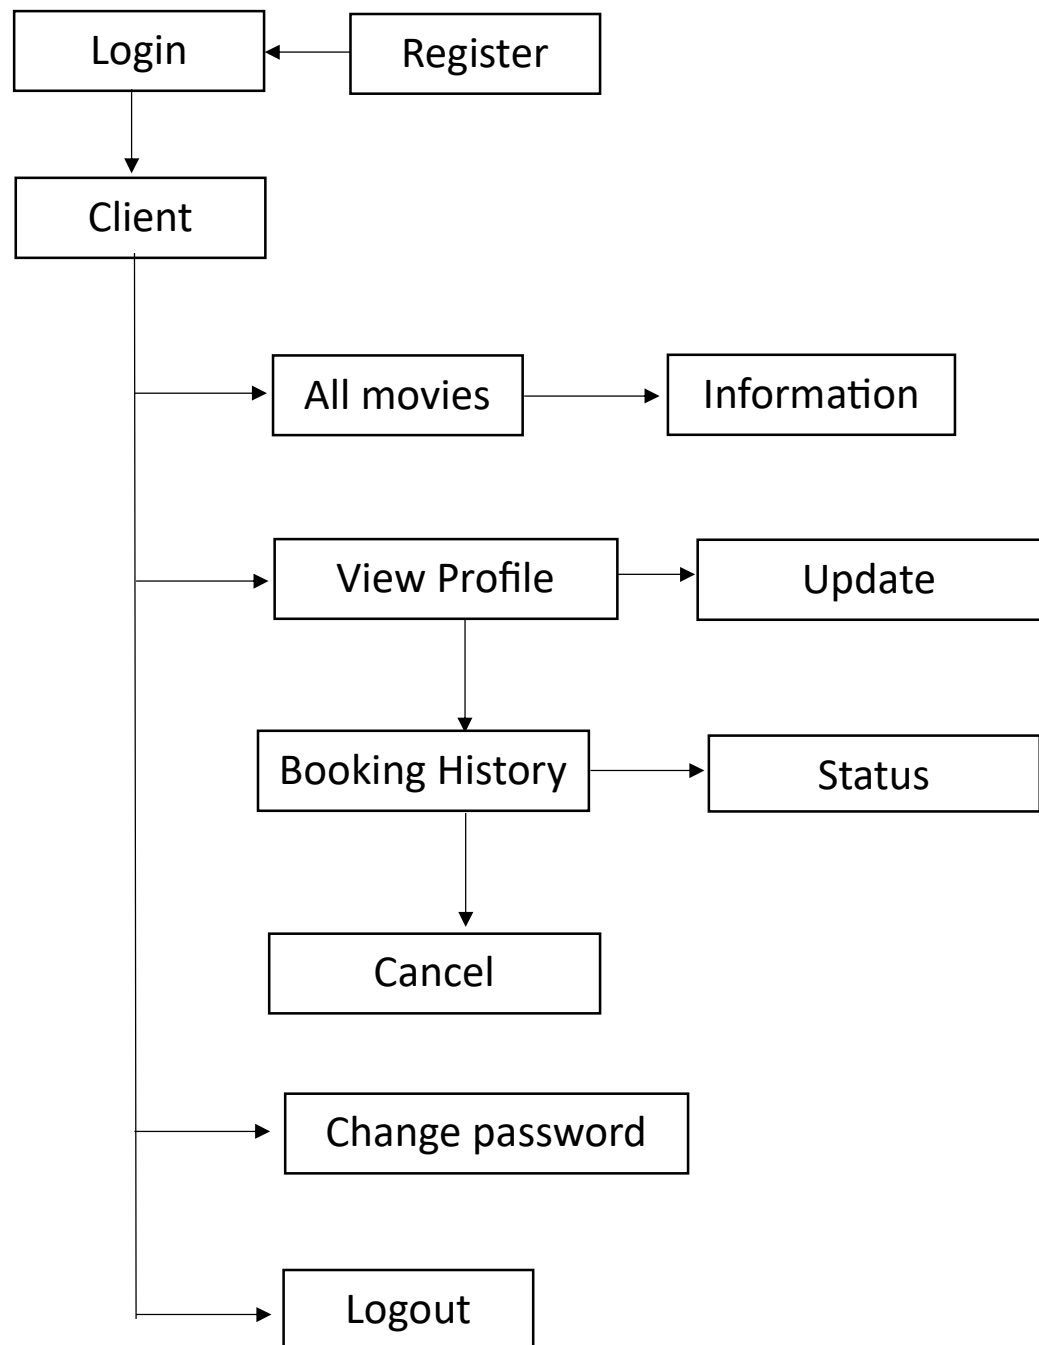 Login
Register
Client
All movies
Information
View Profile
Update
Booking History
Status
Cancel
Change password
Logout